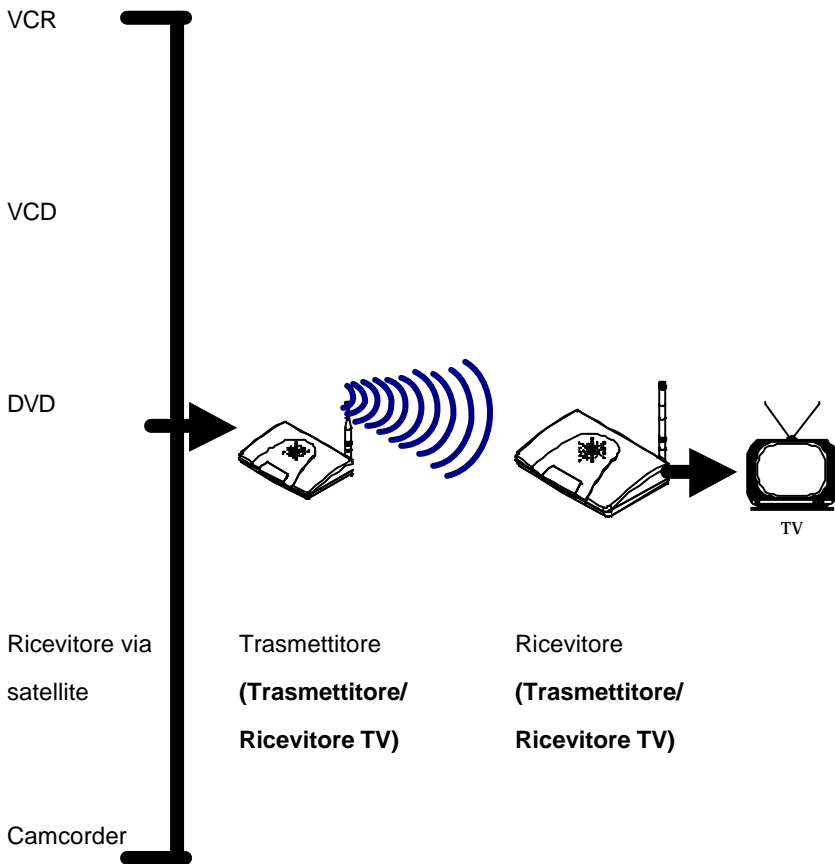 VCR
VCD
DVD
TV
Ricevitore via
satellite
Trasmettitore
(Trasmettitore/
Ricevitore TV)
Ricevitore
(Trasmettitore/
Ricevitore TV)
Camcorder